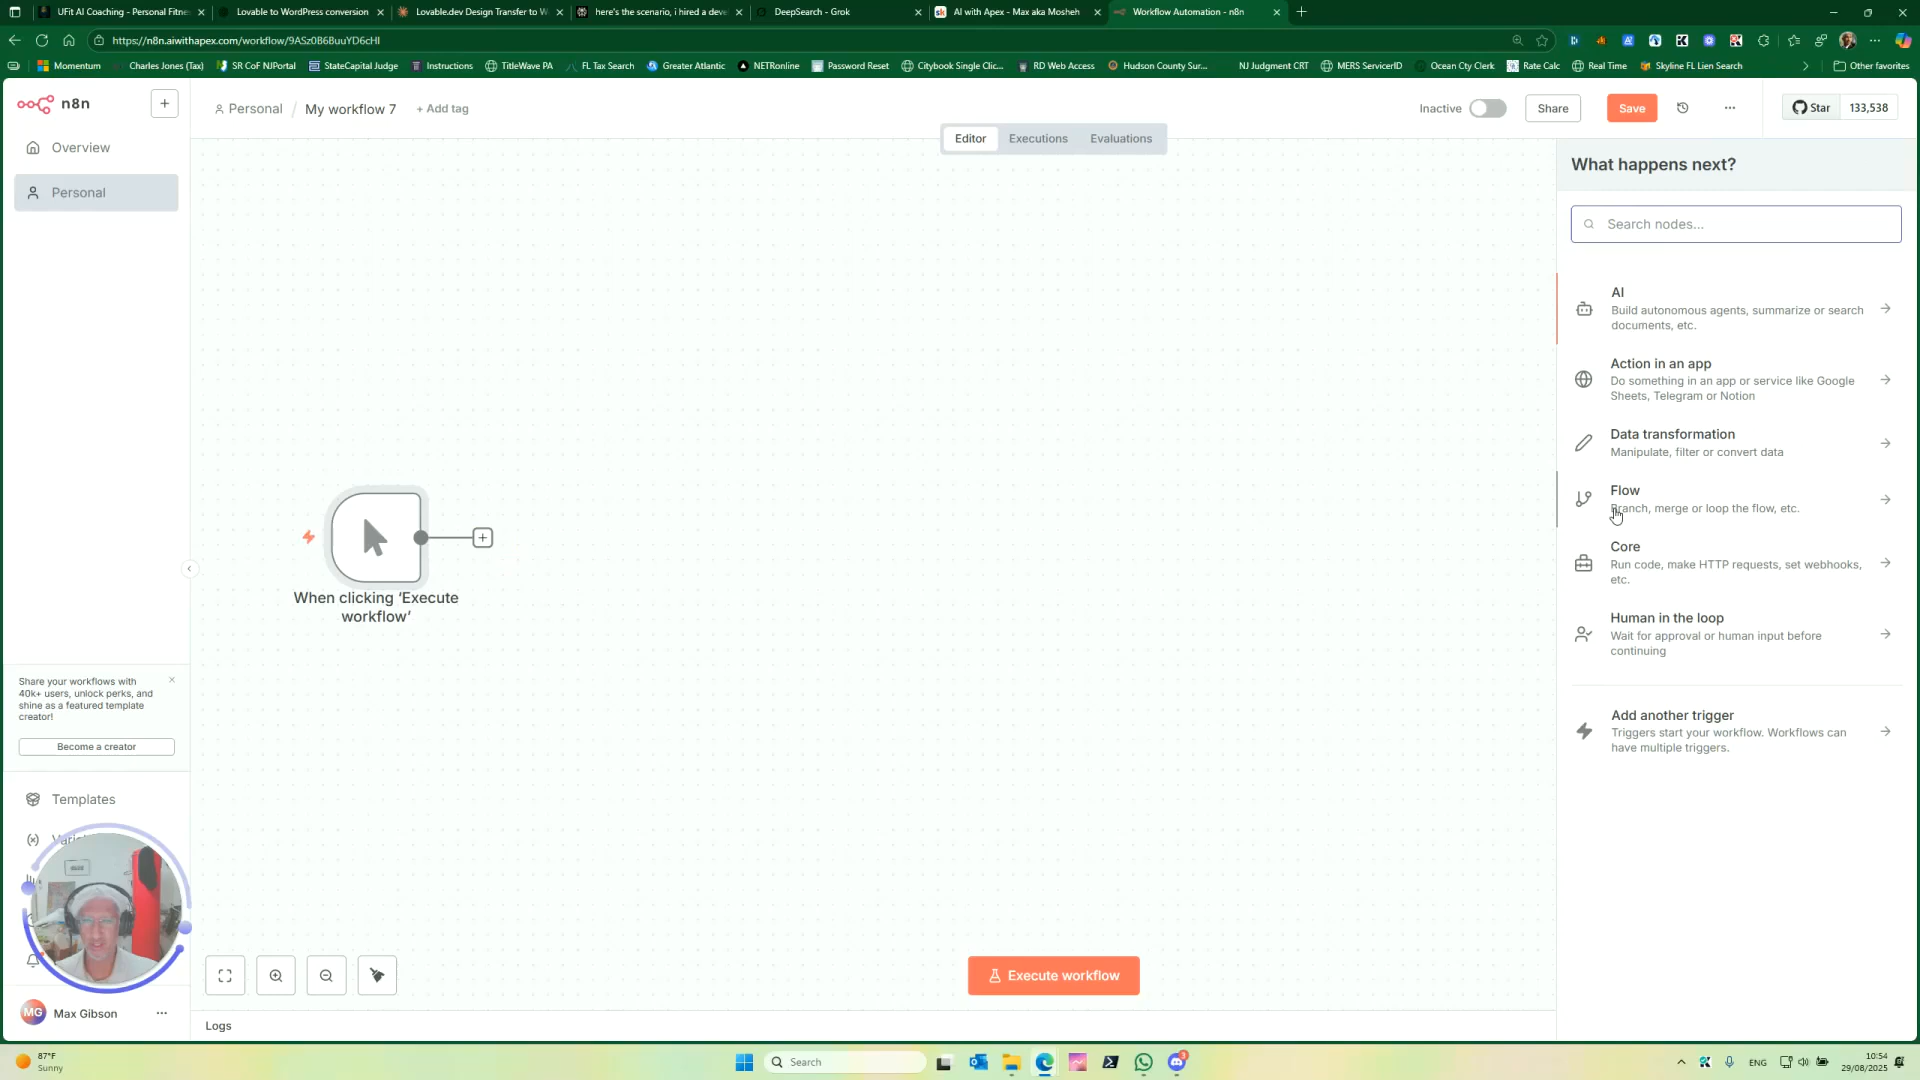 UFit AI Coaching - Personal Fitne
Lovable to WordPress conversion
Lovable.dev Design Transfer to W
here's the scenario, i hired a deve
DeepSearch - Grok
AI with Apex - Max aka Mosheh
Workflow Automation - n8n
https://n8n.aiwithapex.com/workflow/9ASz0B6BuuYD6cHI
Momentum
Charles Jones (Tax)
SR CoF NJPortal
StateCapital Judge
Instructions
TitleWave PA
FL Tax Search
Greater Atlantic
NETRonline
Password Reset
Citybook Single Clic...
RD Web Access
Hudson County Sur...
NJ Judgment CRT
MERS ServicerID
Ocean Cty Clerk
Rate Calc
Real Time
Skyline FL Lien Search
Other favorites
n8n
Personal / My workflow 7 + Add tag
Inactive
Share
Save
Star 133,538
Editor
Executions
Evaluations
Overview
Personal
What happens next?
Search nodes...
AI
Build autonomous agents, summarize or search
documents, etc.
Action in an app
Do something in an app or service like Google
Sheets, Telegram or Notion
Data transformation
Manipulate, filter or convert data
Flow
Branch, merge or loop the flow, etc.
Core
Run code, make HTTP requests, set webhooks,
etc.
Human in the loop
Wait for approval or human input before
continuing
Add another trigger
Triggers start your workflow. Workflows can
have multiple triggers.
When clicking ‘Execute
workflow’
Share your workflows with
40k+ users, unlock perks, and
shine as a featured template
creator!
Become a creator
Templates
MG Max Gibson
Execute workflow
Logs
87°F
Sunny
Search
3
ENG
10:54
29/08/2025